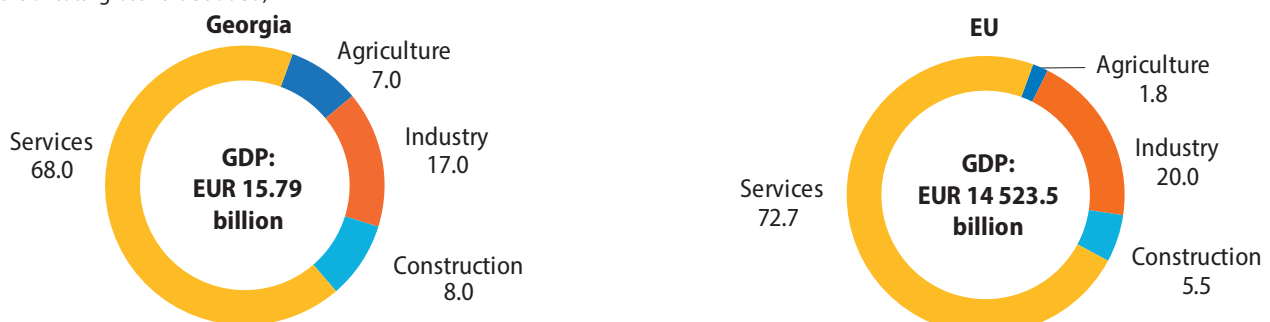 Georgia
Agriculture
7.0
Industry
17.0
Services
68.0
GDP:
EUR 15.79
billion
Construction
8.0
EU
Agriculture
1.8
Industry
20.0
Services
72.7
GDP:
EUR 14 523.5
billion
Construction
5.5